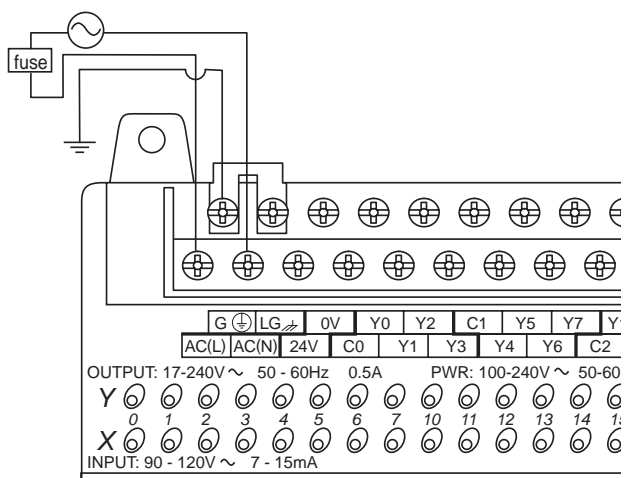 fuse
G LG 0V Y0 Y2 C1 Y5 Y7
AC(L) AC(N) 24V C0 Y1 Y3 Y4 Y6 C2
OUTPUT: 17-240V ~ 50 - 60Hz 0.5A PWR: 100-240V ~ 50-60
Y
0 1 2 3 4 5 6 7 10 11 12 13 14 15
X
INPUT: 90 - 120V ~ 7 - 15mA